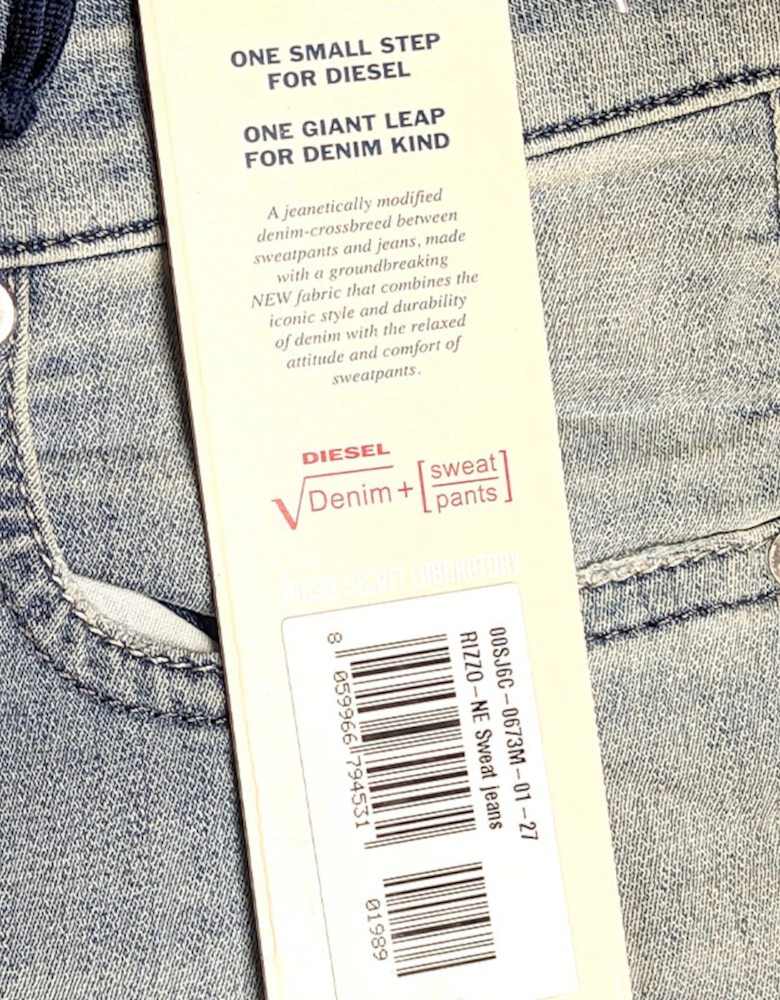 ONE SMALL STEP
FOR DIESEL
ONE GIANT LEAP
FOR DENIM KIND
A jeanetically modified
denim-crossbreed between
sweatpants and jeans, made
with a groundbreaking
NEW fabric that combines the
iconic style and durability
of denim with the relaxed
attitude and comfort of
sweatpants.
DIESEL
√Denim+[sweat
pants]
DIESEL SECRET LABORATORY
00SJ6C-0673M-01-27
RIZZO-NE Sweat jeans
8 059966 794531
01989